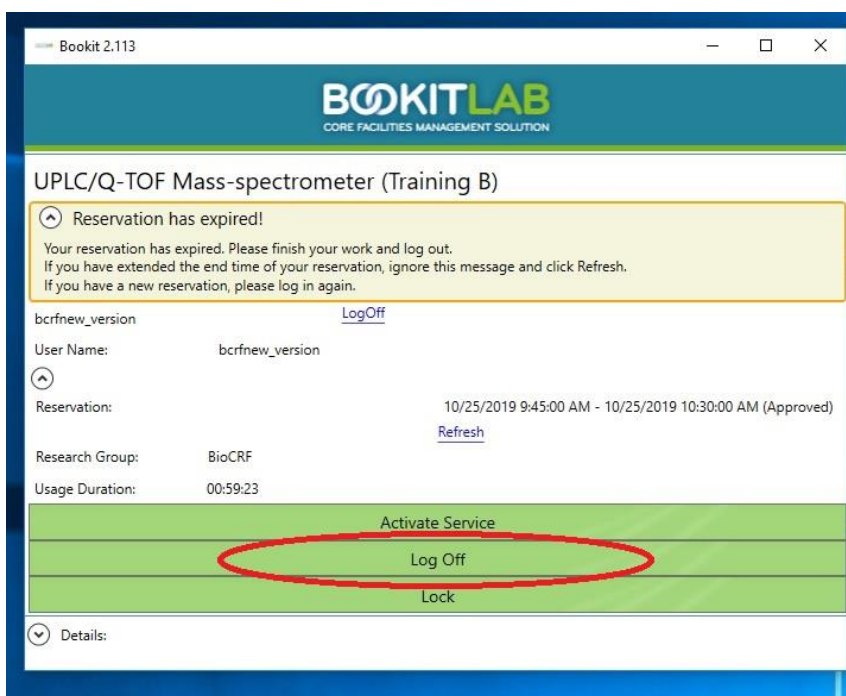 Bookit 2.113
BOOKITLAB
CORE FACILITIES MANAGEMENT SOLUTION
UPLC/Q-TOF Mass-spectrometer (Training B)
Reservation has expired!
Your reservation has expired. Please finish your work and log out.
If you have extended the end time of your reservation, ignore this message and click Refresh.
If you have a new reservation, please log in again.
bcrfnew_version LogOff
User Name: bcrfnew_version
Reservation: 10/25/2019 9:45:00 AM - 10/25/2019 10:30:00 AM (Approved)
Refresh
Research Group: BioCRF
Usage Duration: 00:59:23
Activate Service
Log Off
Lock
Details: